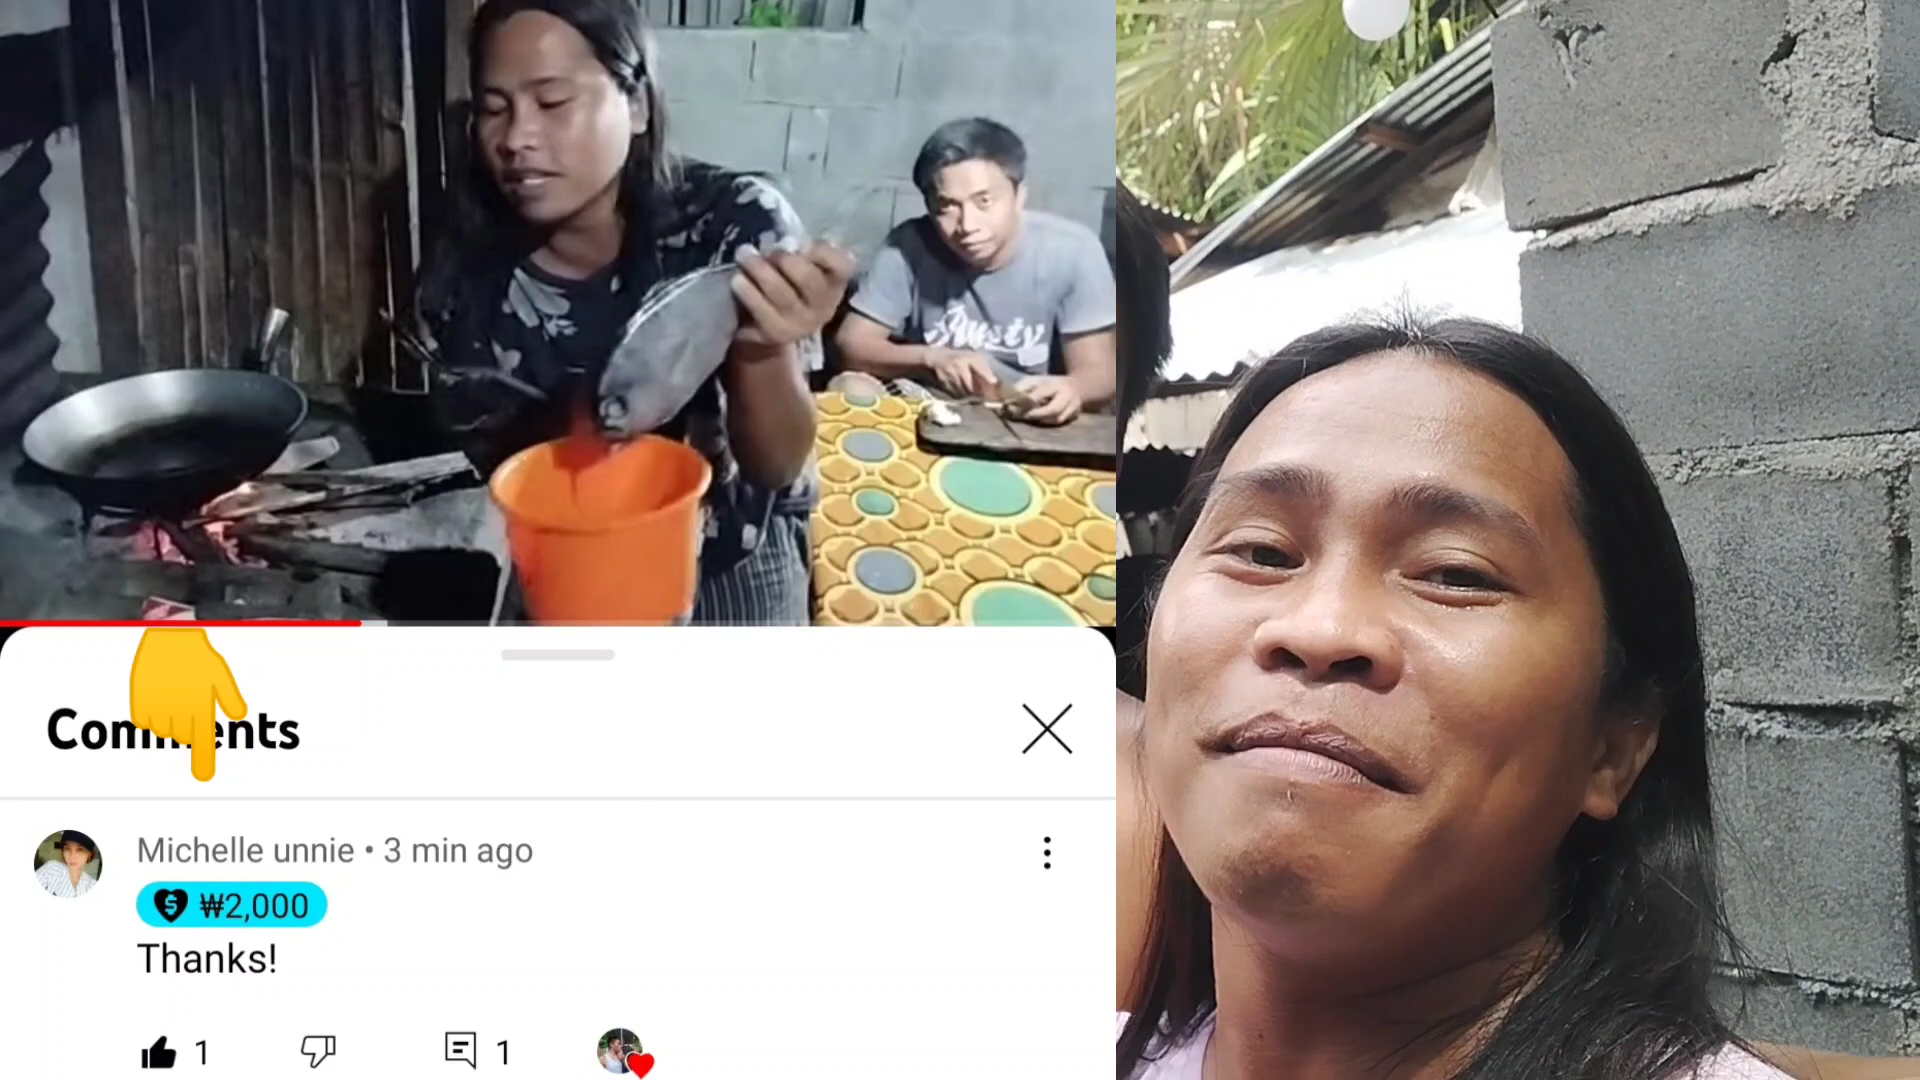 Comments
Michelle unnie • 3 min ago
₩2,000
Thanks!
1
1